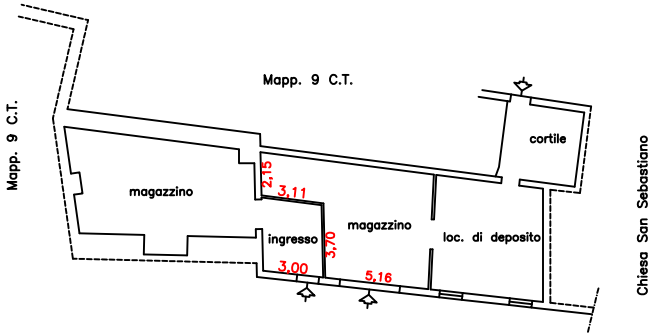 Mapp. 9 C.T.
Mapp. 9 C.T.
cortile
Chiesa San Sebastiano
magazzino
2,15
3,11
magazzino
ingresso
3,70
loc. di deposito
3,00
5,16